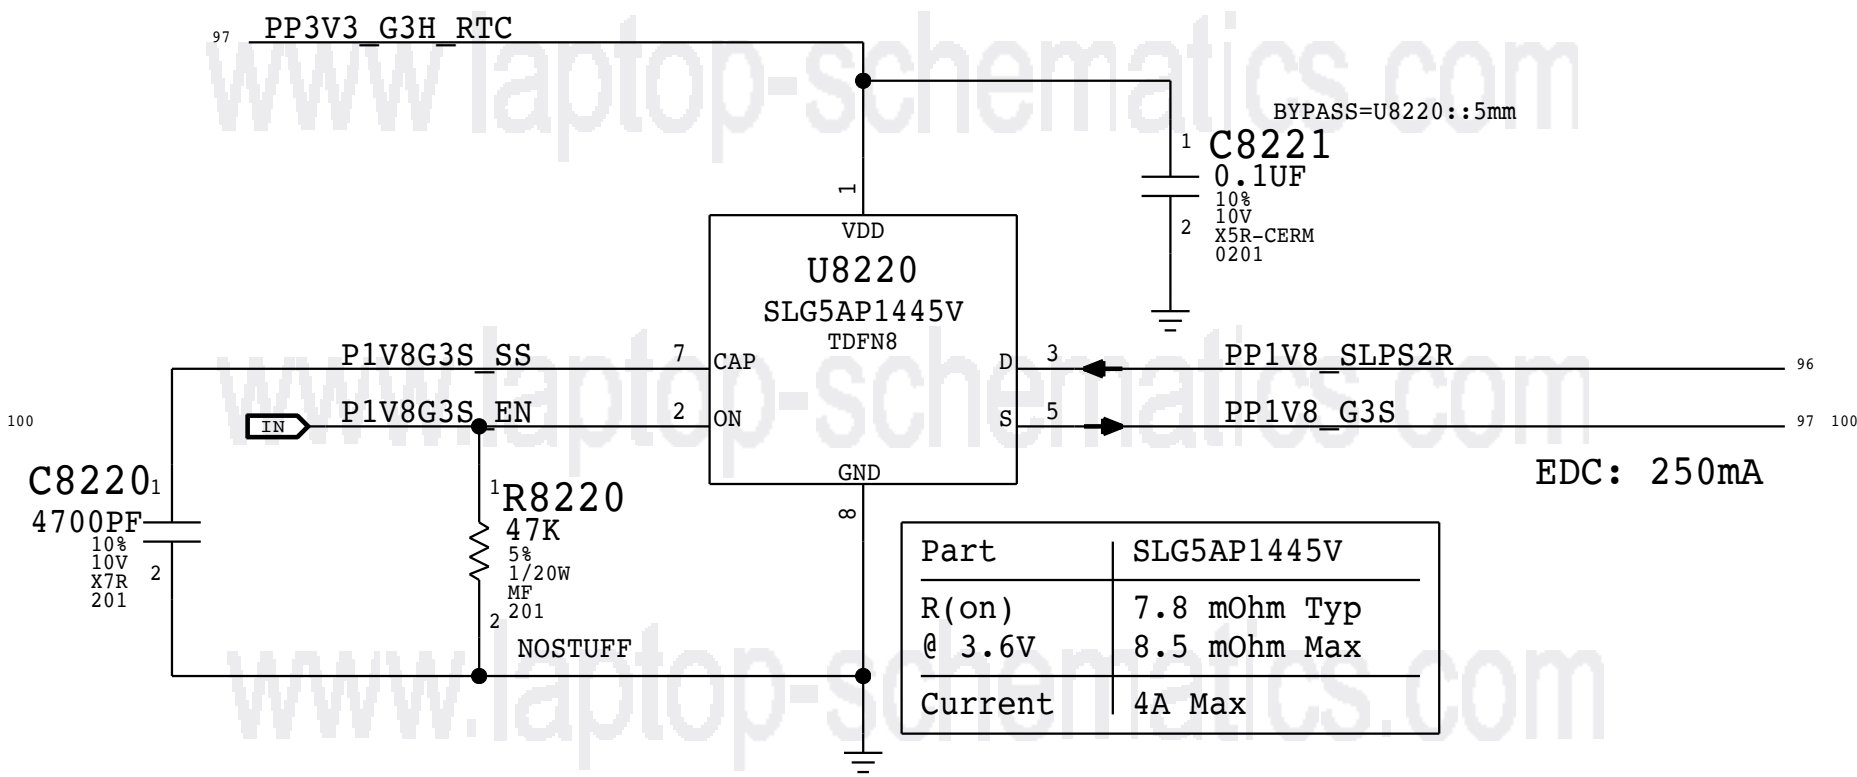 97 PP3V3_G3H_RTC
www.laptop-schematics.com
BYPASS=U8220::5mm
1 C8221
0.1UF
10%
10V
2 X5R-CERM
0201
1
VDD
U8220
SLG5AP1445V
TDFN8
P1V8G3S_SS 7 CAP
D 3 PP1V8_SLPS2R 96
www.laptop-schematics.com
100 IN P1V8G3S_EN 2 ON
S 5 PP1V8_G3S 97 100
GND
8
EDC: 250mA
C8220 1
4700PF
10%
10V
X7R 2
201
1 R8220
47K
5%
1/20W
MF
2 201
NOSTUFF
Part SLG5AP1445V
R(on) 7.8 mOhm Typ
@ 3.6V 8.5 mOhm Max
Current 4A Max
www.laptop-schematics.com